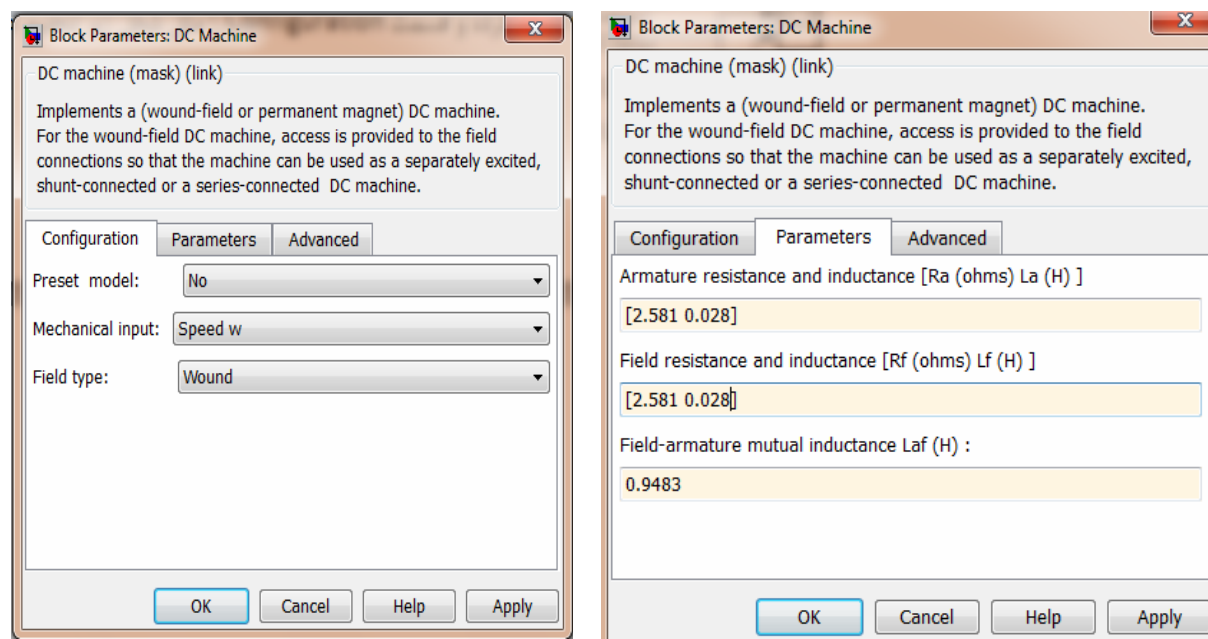 Block Parameters: DC Machine
X
DC machine (mask) (link)
Implements a (wound-field or permanent magnet) DC machine.
For the wound-field DC machine, access is provided to the field
connections so that the machine can be used as a separately excited,
shunt-connected or a series-connected DC machine.
Configuration Parameters Advanced
Preset model: No
Mechanical input: Speed w
Field type: Wound
OK Cancel Help Apply
Block Parameters: DC Machine
X
DC machine (mask) (link)
Implements a (wound-field or permanent magnet) DC machine.
For the wound-field DC machine, access is provided to the field
connections so that the machine can be used as a separately excited,
shunt-connected or a series-connected DC machine.
Configuration Parameters Advanced
Armature resistance and inductance [Ra (ohms) La (H) ]
[2.581 0.028]
Field resistance and inductance [Rf (ohms) Lf (H) ]
[2.581 0.028]
Field-armature mutual inductance Laf (H) :
0.9483
OK Cancel Help Apply